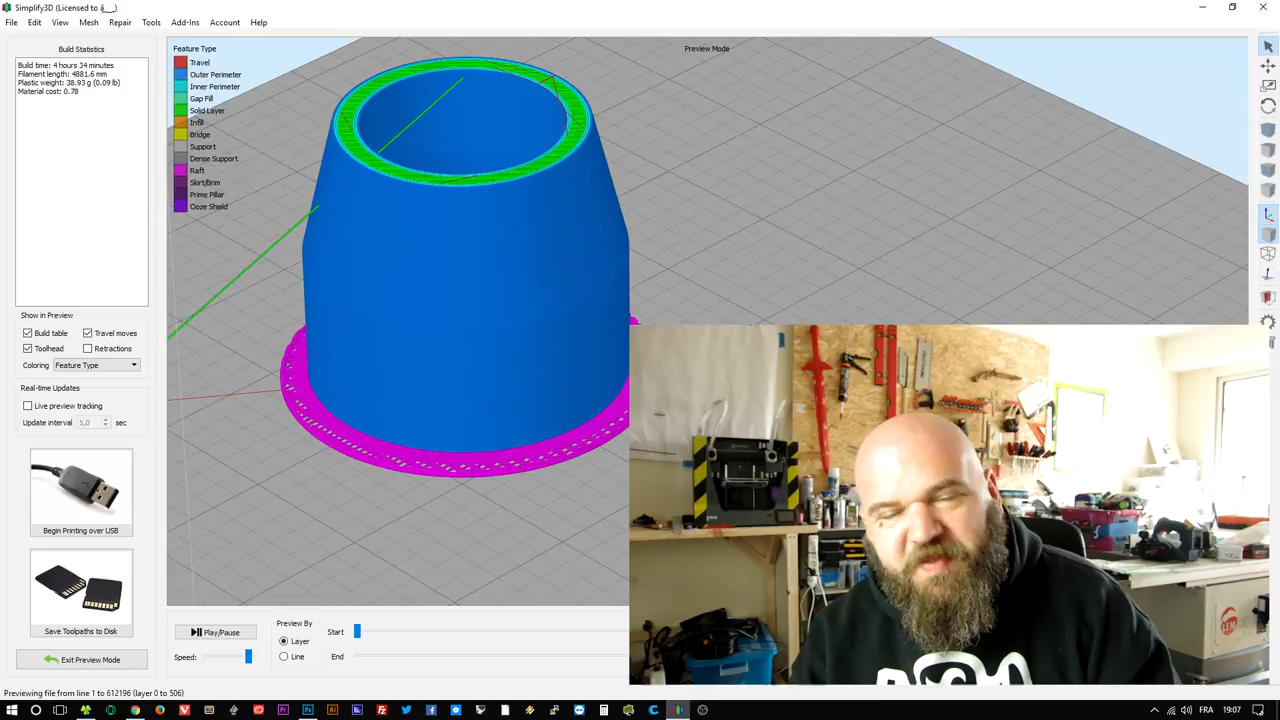 Simplify3D (Licensed to
File Edit View Mesh Repair Tools Add-Ins Account Help
Build Statistics
Build time: 4 hours 34 minutes
Filament length: 4881.6 mm
Plastic weight: 38.93 g (0.09 lb)
Material cost: 0.78
Show in Preview
Build table Travel moves
Toolhead Retractions
Coloring Feature Type
Real-time Updates
Live preview tracking
Update interval 5,0 sec
Begin Printing over USB
Save Toolpaths to Disk
Exit Preview Mode
Feature Type
Travel
Outer Perimeter
Inner Perimeter
Gap Fill
Solid Layer
Infill
Bridge
Support
Dense Support
Raft
Skirt/Brim
Prime Pillar
Ooze Shield
Preview Mode
Play/Pause
Speed:
Preview By
Layer
Line
Start
End
Previewing file from line 1 to 612196 (layer 0 to 506)
FRA 19:07